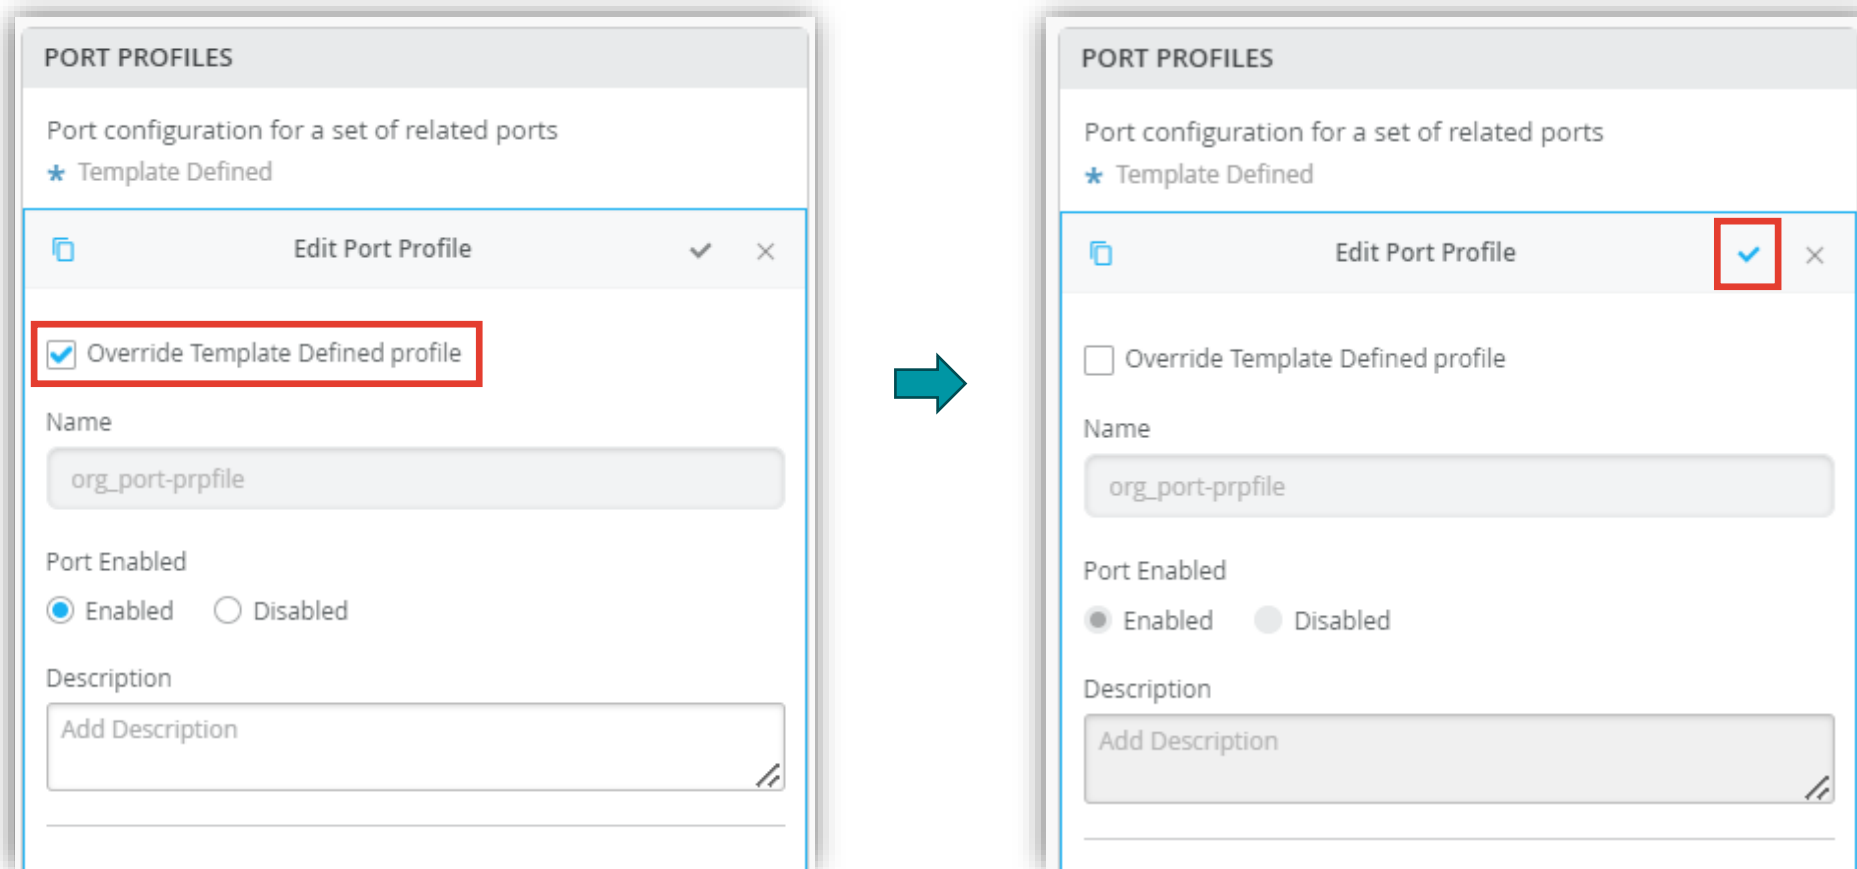 PORT PROFILES
Port configuration for a set of related ports
* Template Defined
Edit Port Profile
Override Template Defined profile
Name
org_port-prpfile
Port Enabled
Enabled Disabled
Description
Add Description
PORT PROFILES
Port configuration for a set of related ports
* Template Defined
Edit Port Profile
Override Template Defined profile
Name
org_port-prpfile
Port Enabled
Enabled Disabled
Description
Add Description